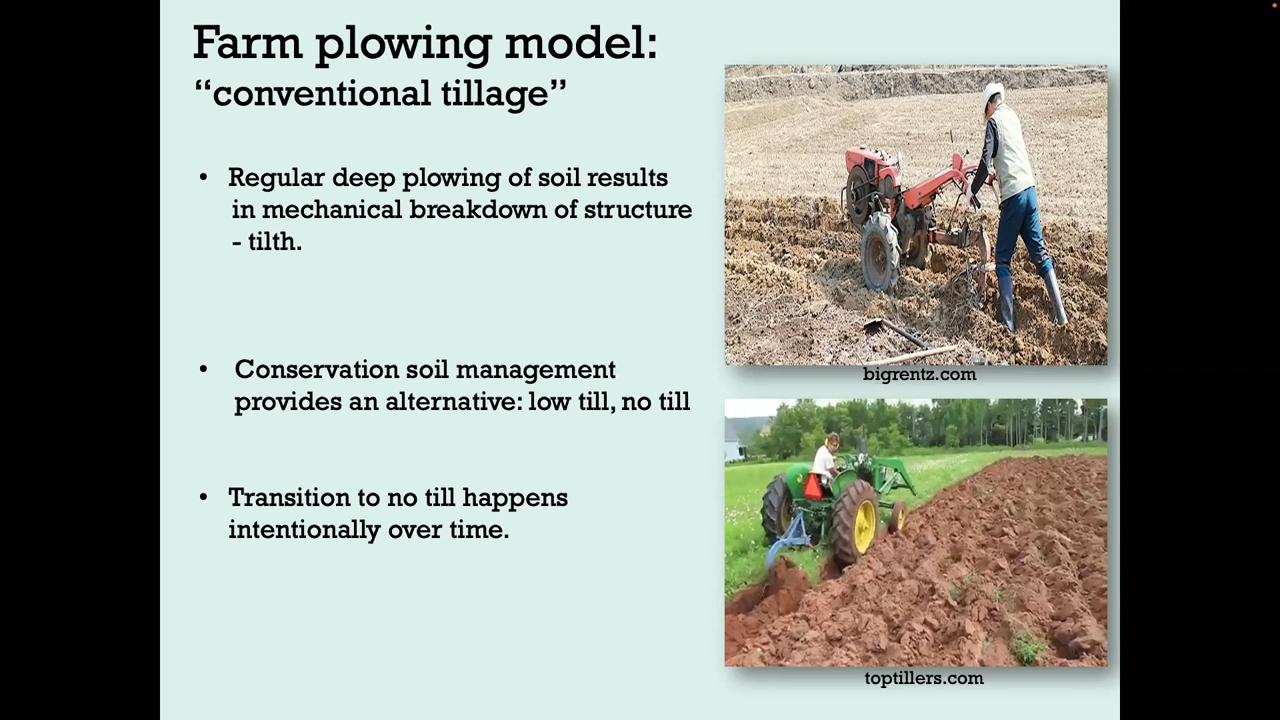 Farm plowing model:
“conventional tillage”
• Regular deep plowing of soil results
in mechanical breakdown of structure
- tilth.
• Conservation soil management
provides an alternative: low till, no till
• Transition to no till happens
intentionally over time.
bigrentz.com
toptillers.com